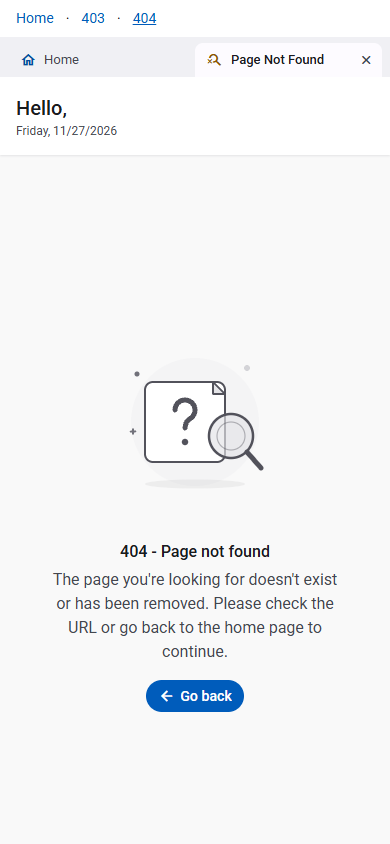 Home · 403 · 404
Home Page Not Found
Hello,
Friday, 11/27/2026
?
404 - Page not found
The page you're looking for doesn't exist
or has been removed. Please check the
URL or go back to the home page to
continue.
Go back